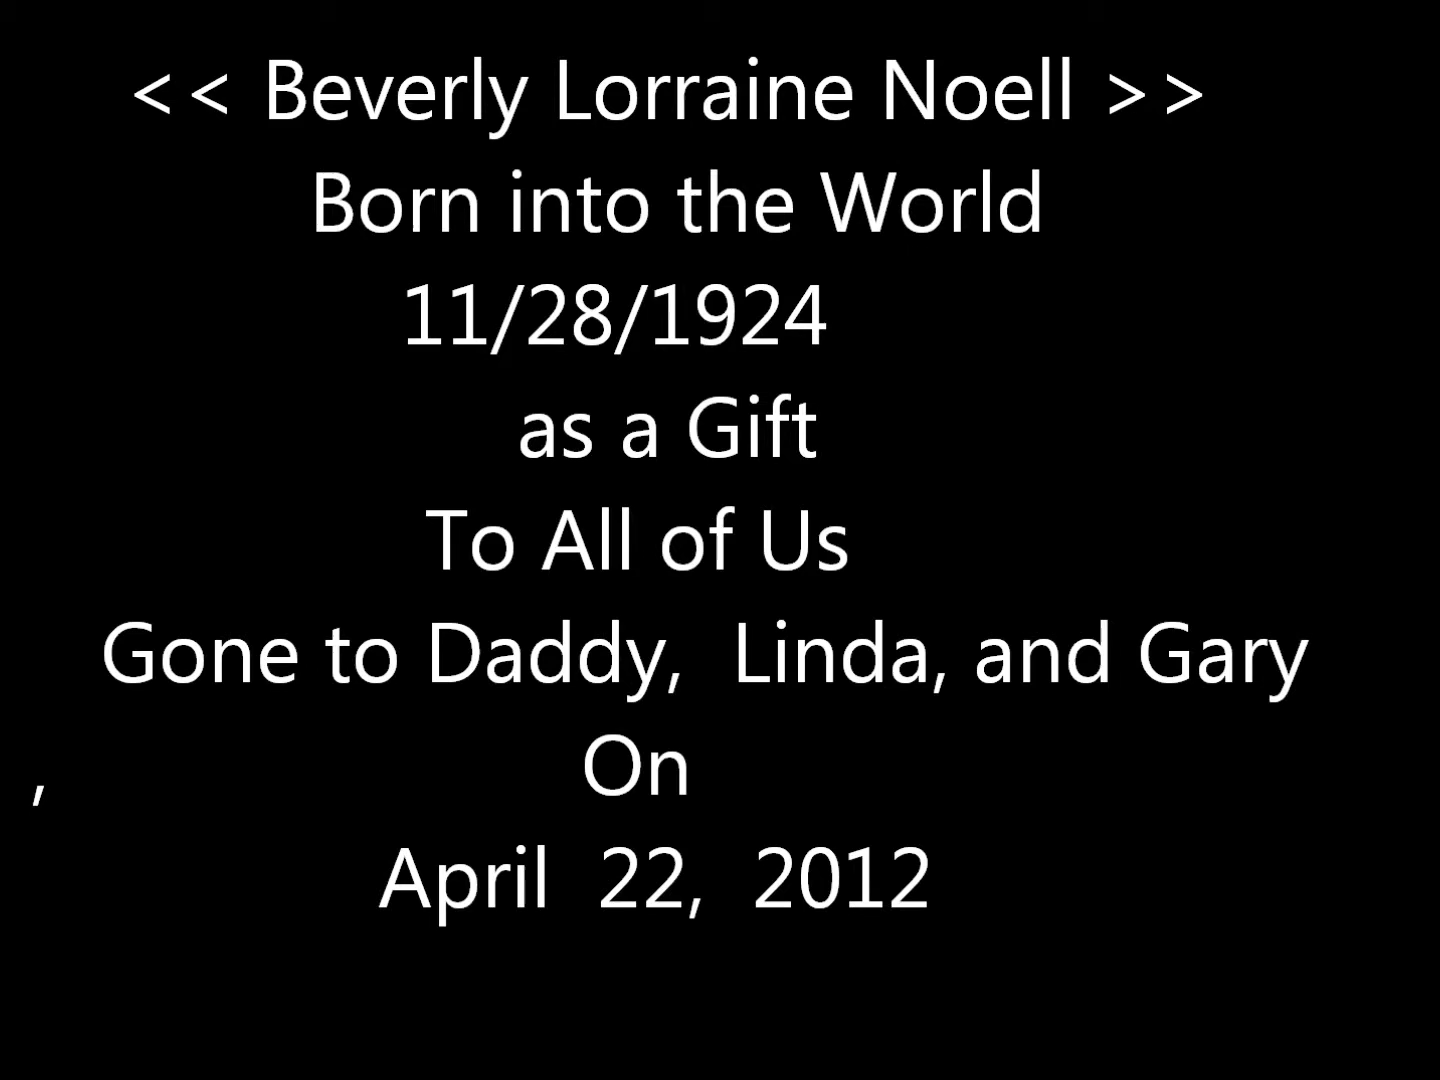 << Beverly Lorraine Noell >>
Born into the World
11/28/1924
as a Gift
To All of Us
Gone to Daddy,  Linda, and Gary
, On
April  22,  2012